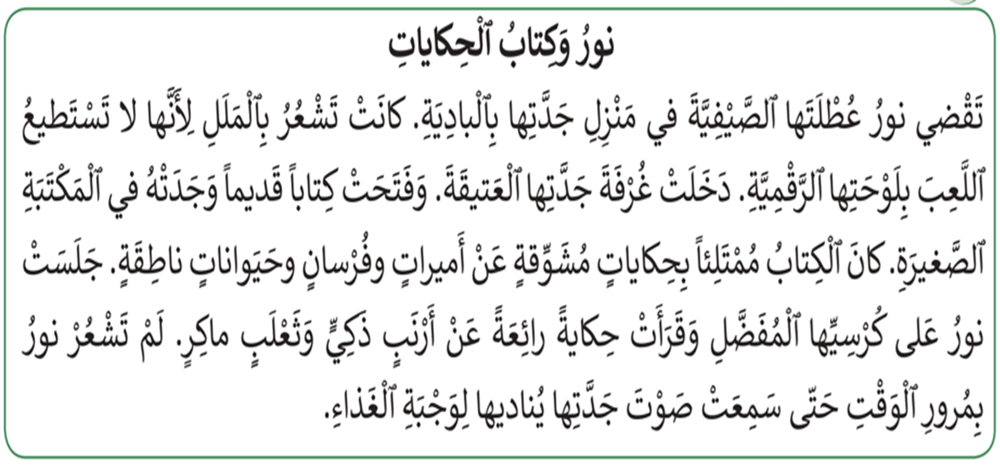 نورُ وَكِتابُ ٱلْحِكاياتِ
تَقْضي نورُ عُطْلَتَها ٱلصَّيْفِيَّةَ في مَنْزِلِ جَدَّتِها بِٱلْبادِيَةِ. كانَتْ تَشْعُرُ بِٱلْمَلَلِ لِأَنَّها لا تَسْتَطيعُ
ٱللَّعِبَ بِلَوْحَتِها ٱلرَّقْمِيَّةِ. دَخَلَتْ غُرْفَةَ جَدَّتِها ٱلْعَتيقَةَ. وَفَتَحَتْ كِتاباً قَديماً وَجَدَتْهُ في ٱلْمَكْتَبَةِ
ٱلصَّغيرَةِ. كانَ ٱلْكِتابُ مُمْتَلِئاً بِحِكاياتٍ مُشَوِّقةٍ عَنْ أَميراتٍ وفُرْسانٍ وحَيَواناتٍ ناطِقَةٍ. جَلَسَتْ
نورُ عَلى كُرْسِيِّها ٱلْمُفَضَّلِ وَقَرَأَتْ حِكايةً رائِعَةً عَنْ أَرْنَبٍ ذَكِيٍّ وَثَعْلَبٍ ماكِرٍ. لَمْ تَشْعُرْ نورُ
بِمُرورِ ٱلْوَقْتِ حَتّى سَمِعَتْ صَوْتَ جَدَّتِها يُناديها لِوَجْبَةِ ٱلْغَذاءِ.